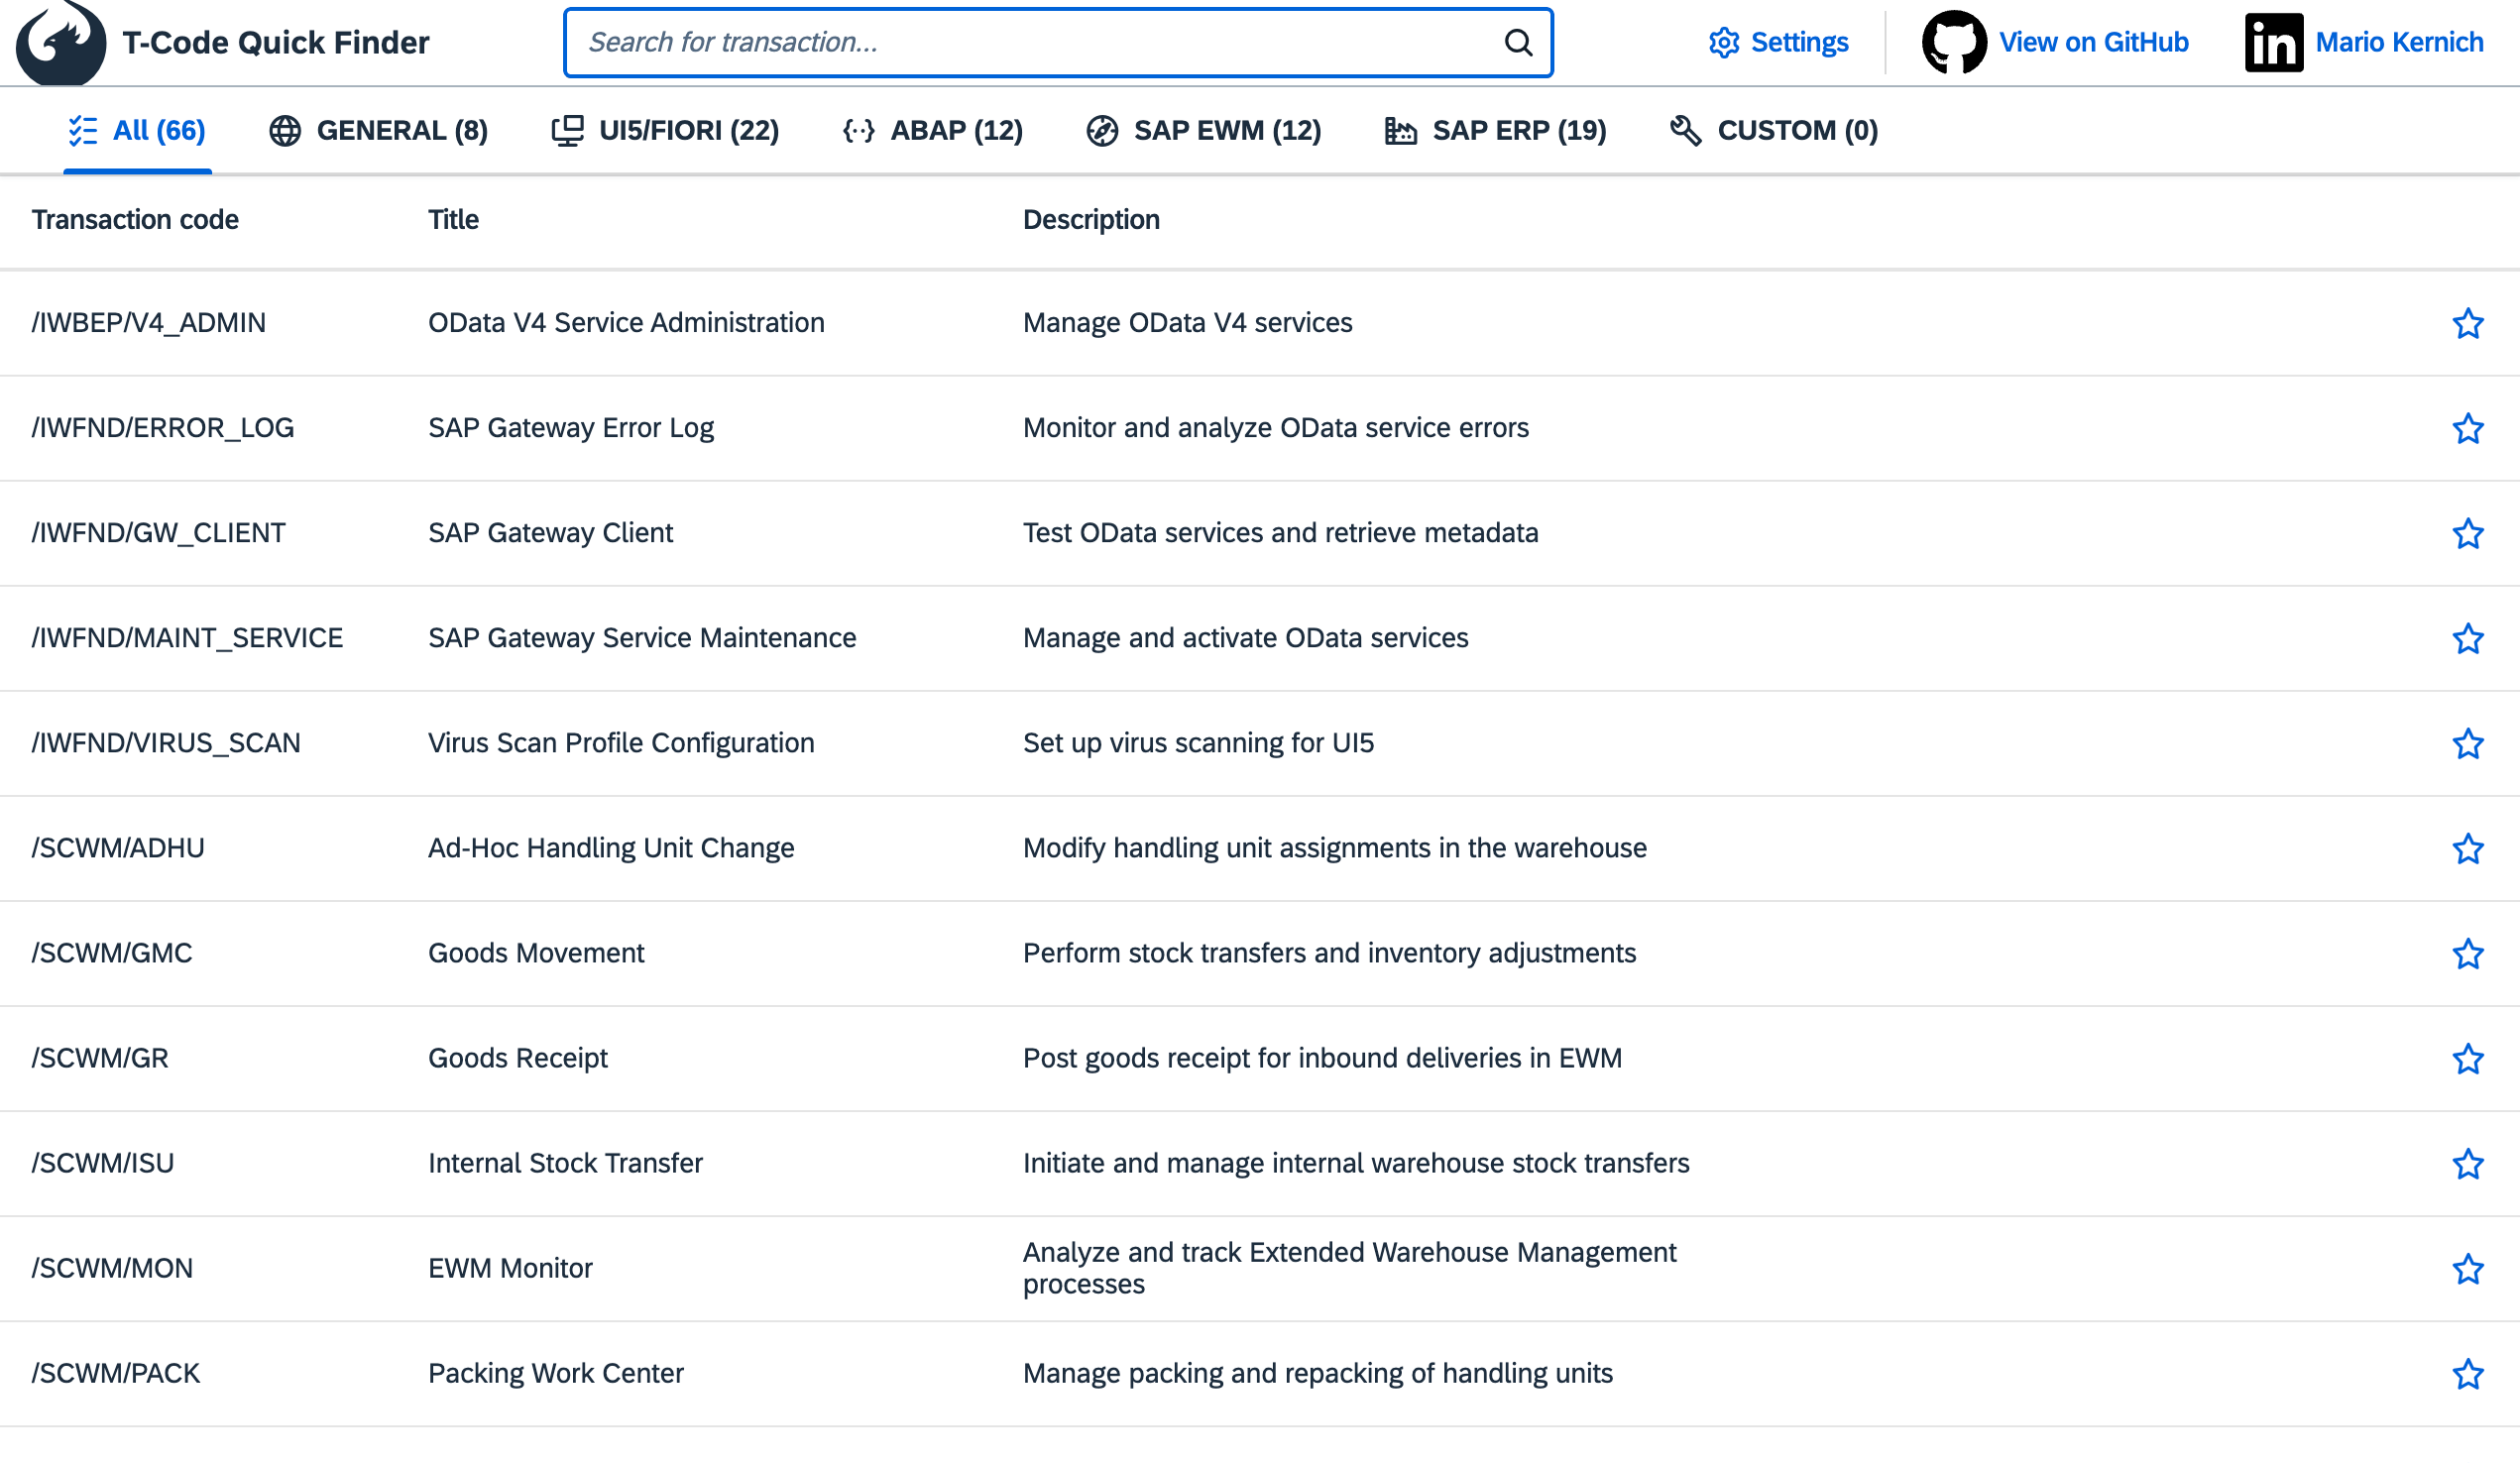 T-Code Quick Finder
Search for transaction...
Settings
View on GitHub
in
Mario Kernich
All (66)
GENERAL (8)
UI5/FIORI (22)
ABAP (12)
SAP EWM (12)
SAP ERP (19)
CUSTOM (0)
Transaction code Title Description
/IWBEP/V4_ADMIN OData V4 Service Administration Manage OData V4 services
/IWFND/ERROR_LOG SAP Gateway Error Log Monitor and analyze OData service errors
/IWFND/GW_CLIENT SAP Gateway Client Test OData services and retrieve metadata
/IWFND/MAINT_SERVICE SAP Gateway Service Maintenance Manage and activate OData services
/IWFND/VIRUS_SCAN Virus Scan Profile Configuration Set up virus scanning for UI5
/SCWM/ADHU Ad-Hoc Handling Unit Change Modify handling unit assignments in the warehouse
/SCWM/GMC Goods Movement Perform stock transfers and inventory adjustments
/SCWM/GR Goods Receipt Post goods receipt for inbound deliveries in EWM
/SCWM/ISU Internal Stock Transfer Initiate and manage internal warehouse stock transfers
/SCWM/MON EWM Monitor Analyze and track Extended Warehouse Management
processes
/SCWM/PACK Packing Work Center Manage packing and repacking of handling units